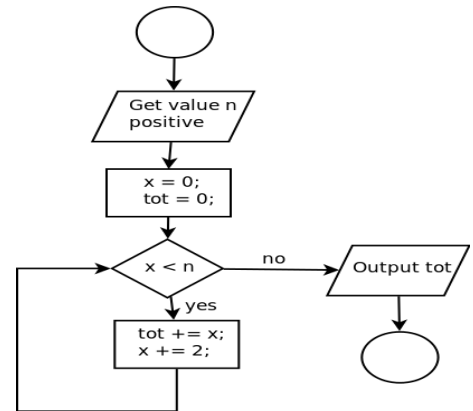 Get value n
positive
x = 0;
tot = 0;
x < n
no
Output tot
yes
tot += x;
x += 2;